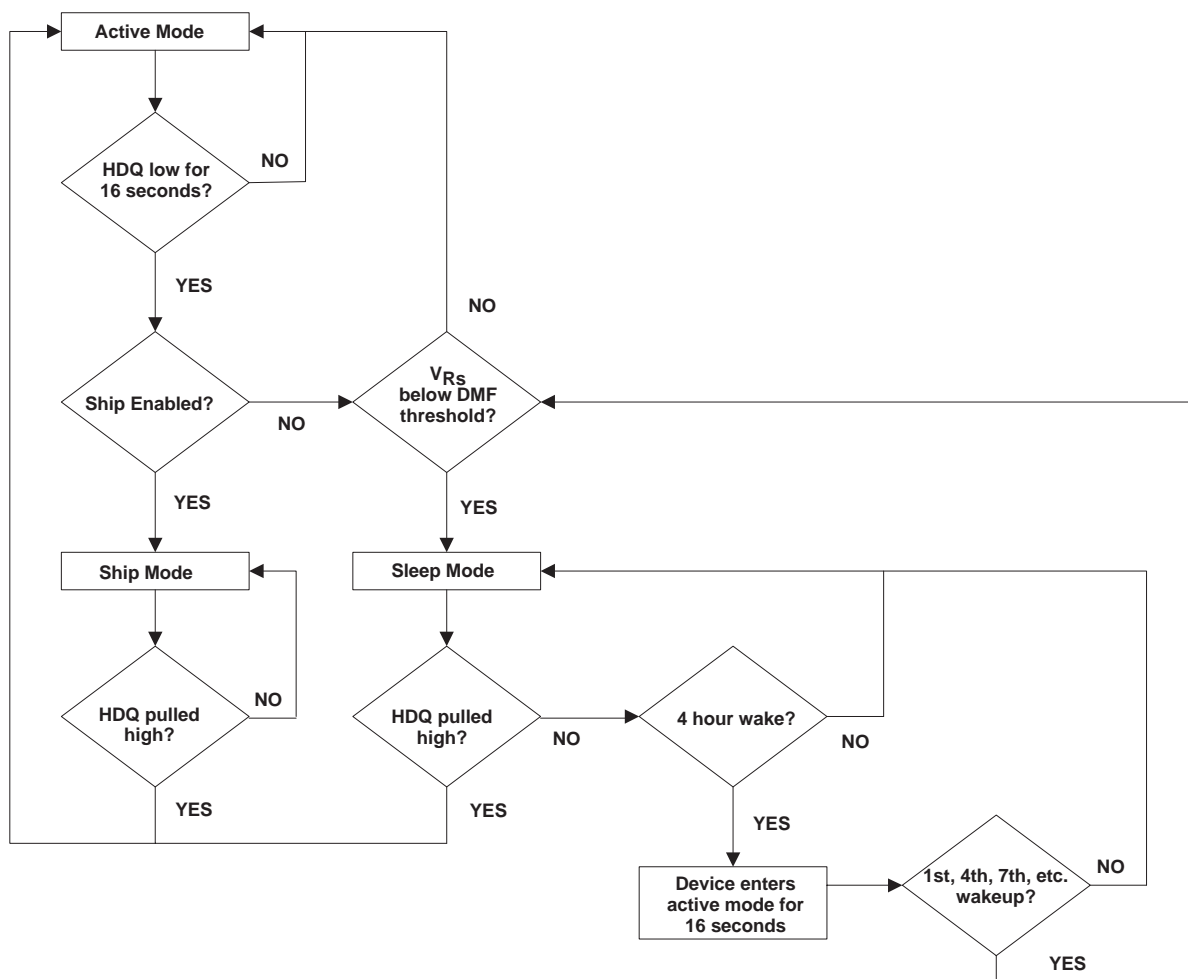 Active Mode
HDQ low for
16 seconds?
NO
YES
NO
Ship Enabled?
NO
VRs
below DMF
threshold?
YES
YES
Ship Mode
Sleep Mode
HDQ pulled
high?
NO
YES
HDQ pulled
high?
NO
YES
4 hour wake?
NO
YES
Device enters
active mode for
16 seconds
1st, 4th, 7th, etc.
wakeup?
NO
YES